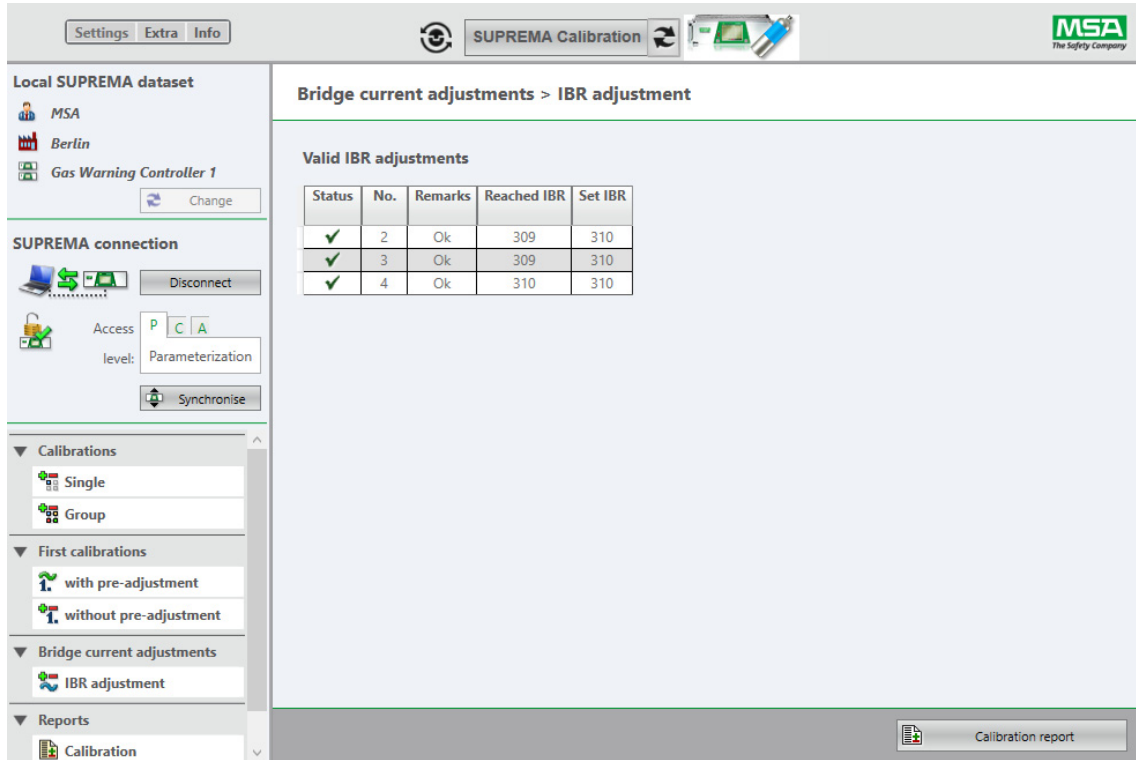 Settings Extra Info
SUPREMA Calibration
MSA
The Safety Company
Local SUPREMA dataset
MSA
Berlin
Gas Warning Controller 1
Change
SUPREMA connection
Disconnect
Access level:
P C A
Parameterization
Synchronise
Calibrations
Single
Group
First calibrations
1. with pre-adjustment
1. without pre-adjustment
Bridge current adjustments
IBR adjustment
Reports
Calibration
Bridge current adjustments > IBR adjustment
Valid IBR adjustments
Status No. Remarks Reached IBR Set IBR
✓ 2 Ok 309 310
✓ 3 Ok 309 310
✓ 4 Ok 310 310
Calibration report